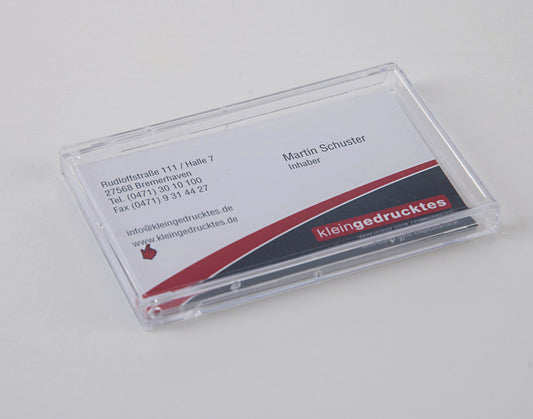 Rudloffstraße 111 / Halle 7
27568 Bremerhaven
Tel. (0471) 30 10 100
Fax (0471) 9 31 44 27
info@kleingedrucktes.de
www.kleingedrucktes.de
Martin Schuster
Inhaber
kleingedrucktes